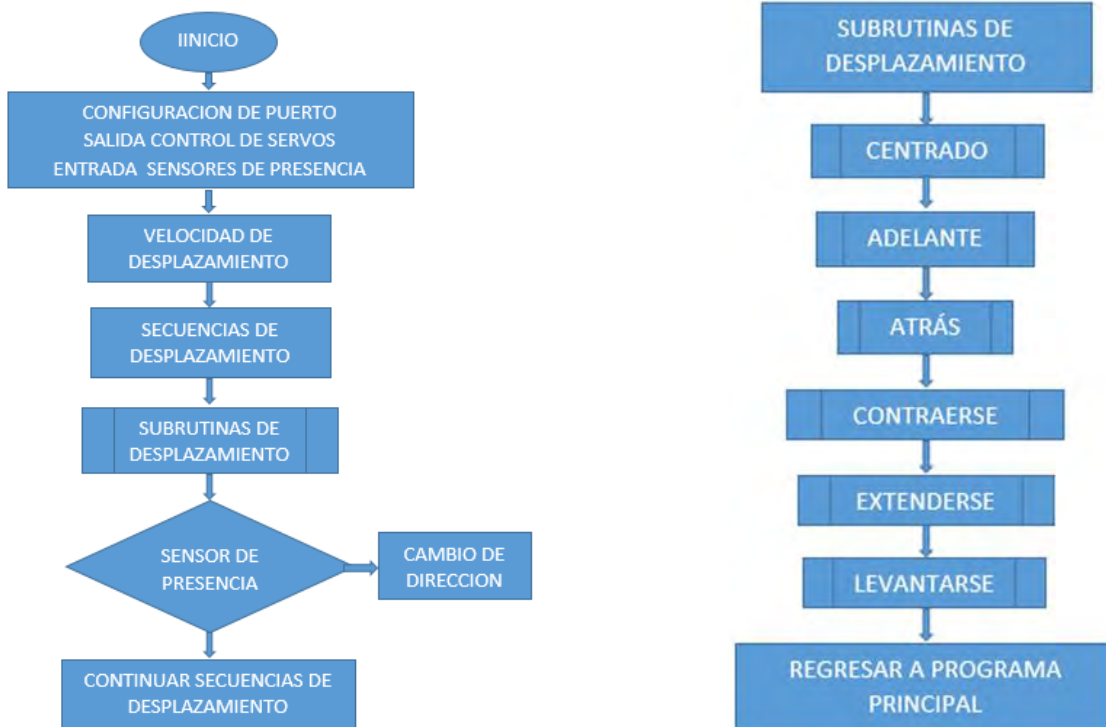 IINICIO
CONFIGURACION DE PUERTO
SALIDA CONTROL DE SERVOS
ENTRADA SENSORES DE PRESENCIA
VELOCIDAD DE
DESPLAZAMIENTO
SECUENCIAS DE
DESPLAZAMIENTO
SUBRUTINAS DE
DESPLAZAMIENTO
SENSOR DE
PRESENCIA
CAMBIO DE
DIRECCION
CONTINUAR SECUENCIAS DE
DESPLAZAMIENTO
SUBRUTINAS DE
DESPLAZAMIENTO
CENTRADO
ADELANTE
ATRÁS
CONTRAERSE
EXTENDERSE
LEVANTARSE
REGRESAR A PROGRAMA
PRINCIPAL